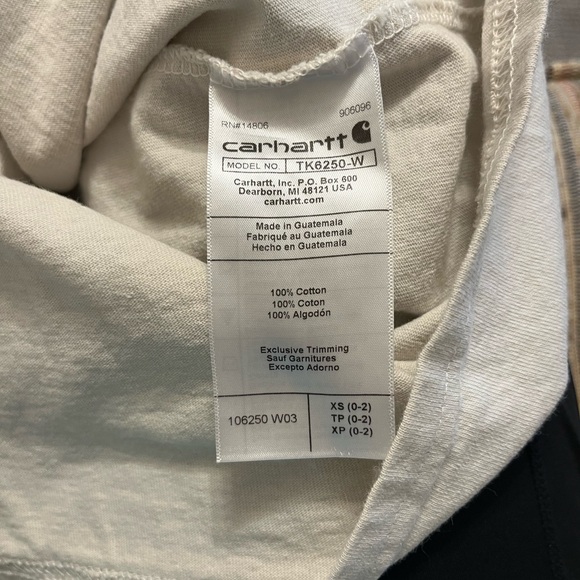 RN#14806 906096
carhartt
MODEL NO. TK6250-W
Carhartt, Inc. P.O. Box 600
Dearborn, MI 48121 USA
carhartt.com
Made in Guatemala
Fabriqué au Guatemala
Hecho en Guatemala
100% Cotton
100% Coton
100% Algodón
Exclusive Trimming
Sauf Garnitures
Excepto Adorno
106250 W03
XS (0-2)
TP (0-2)
XP (0-2)